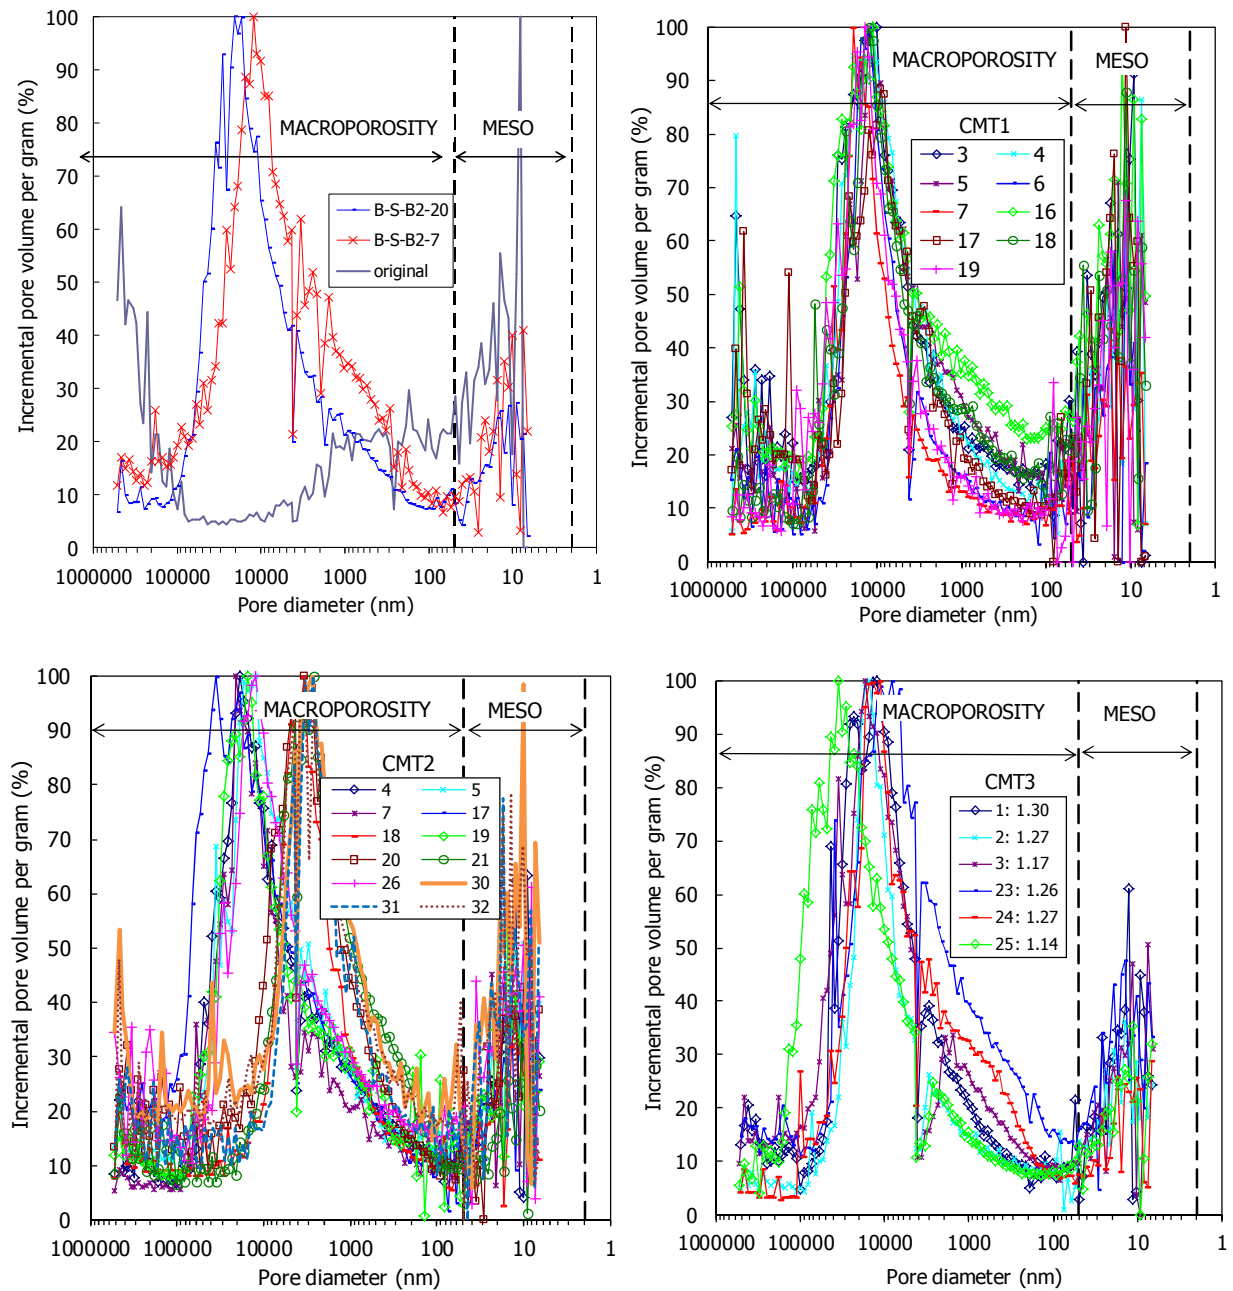 Incremental pore volume per gram (%)
100
90
80
70
60
50
40
30
20
10
0
MACROPOROSITY
MESO
B-S-B2-20
B-S-B2-7
original
1000000 100000 10000 1000 100 10 1
Pore diameter (nm)
Incremental pore volume per gram (%)
100
90
80
70
60
50
40
30
20
10
0
MACROPOROSITY
MESO
CMT1
3 4
5 6
7 16
17 18
19
1000000 100000 10000 1000 100 10 1
Pore diameter (nm)
Incremental pore volume per gram (%)
100
90
80
70
60
50
40
30
20
10
0
MACROPOROSITY
MESO
CMT2
4 5
7 17
18 19
20 21
26 30
31 32
1000000 100000 10000 1000 100 10 1
Pore diameter (nm)
Incremental pore volume per gram (%)
100
90
80
70
60
50
40
30
20
10
0
MACROPOROSITY
MESO
CMT3
1: 1.30
2: 1.27
3: 1.17
23: 1.26
24: 1.27
25: 1.14
1000000 100000 10000 1000 100 10 1
Pore diameter (nm)